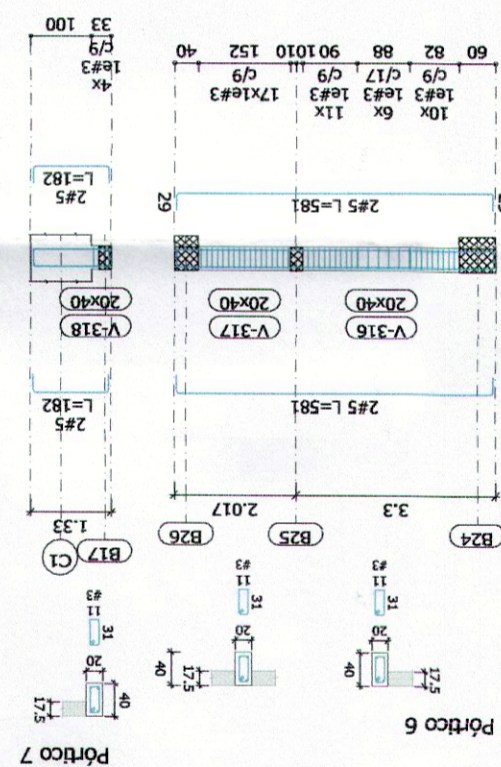 Pórtico 6
17.5
40
20
31
11
#3
17.5
40
20
31
11
#3
B24
B25
B26
3.3
2.017
2#5 L=581
V-316
20x40
V-317
20x40
2#5 L=581
29
10x
1e#3
c/9
6x
1e#3
c/17
11x
1e#3
c/9
17x1e#3
c/9
60 82 88 90 10 10 152 40
Pórtico 7
17.5
40
20
31
11
#3
B17
C1
1.33
2#5
L=182
V-318
20x40
2#5
L=182
4x
1e#3
c/9
33 100